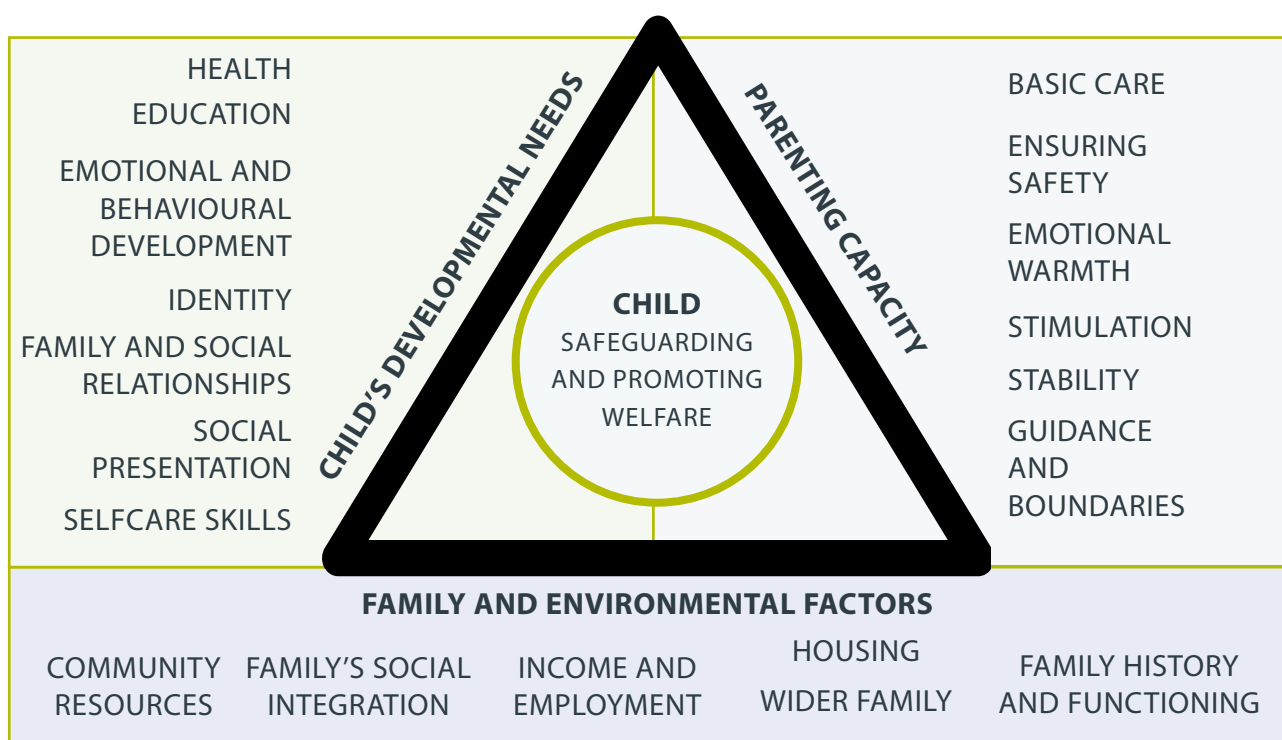 HEALTH
EDUCATION
EMOTIONAL AND
BEHAVIOURAL
DEVELOPMENT
IDENTITY
FAMILY AND SOCIAL
RELATIONSHIPS
SOCIAL
PRESENTATION
SELFCARE SKILLS
CHILD'S DEVELOPMENTAL NEEDS
CHILD
SAFEGUARDING
AND PROMOTING
WELFARE
PARENTING CAPACITY
BASIC CARE
ENSURING
SAFETY
EMOTIONAL
WARMTH
STIMULATION
STABILITY
GUIDANCE
AND
BOUNDARIES
FAMILY AND ENVIRONMENTAL FACTORS
COMMUNITY
RESOURCES
FAMILY'S SOCIAL
INTEGRATION
INCOME AND
EMPLOYMENT
HOUSING
WIDER FAMILY
FAMILY HISTORY
AND FUNCTIONING